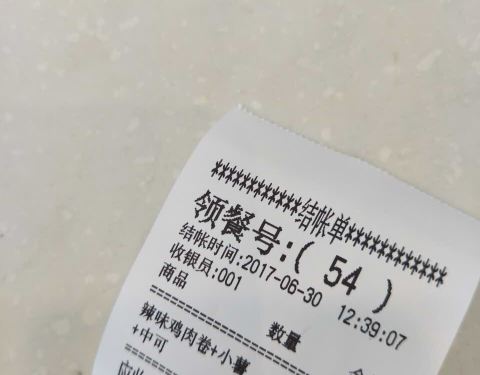 ************结帐单************
领餐号:( 54 )
结帐时间:2017-06-30 12:39:07
收银员:001
商品 数量
辣味鸡肉卷+小薯
+中可